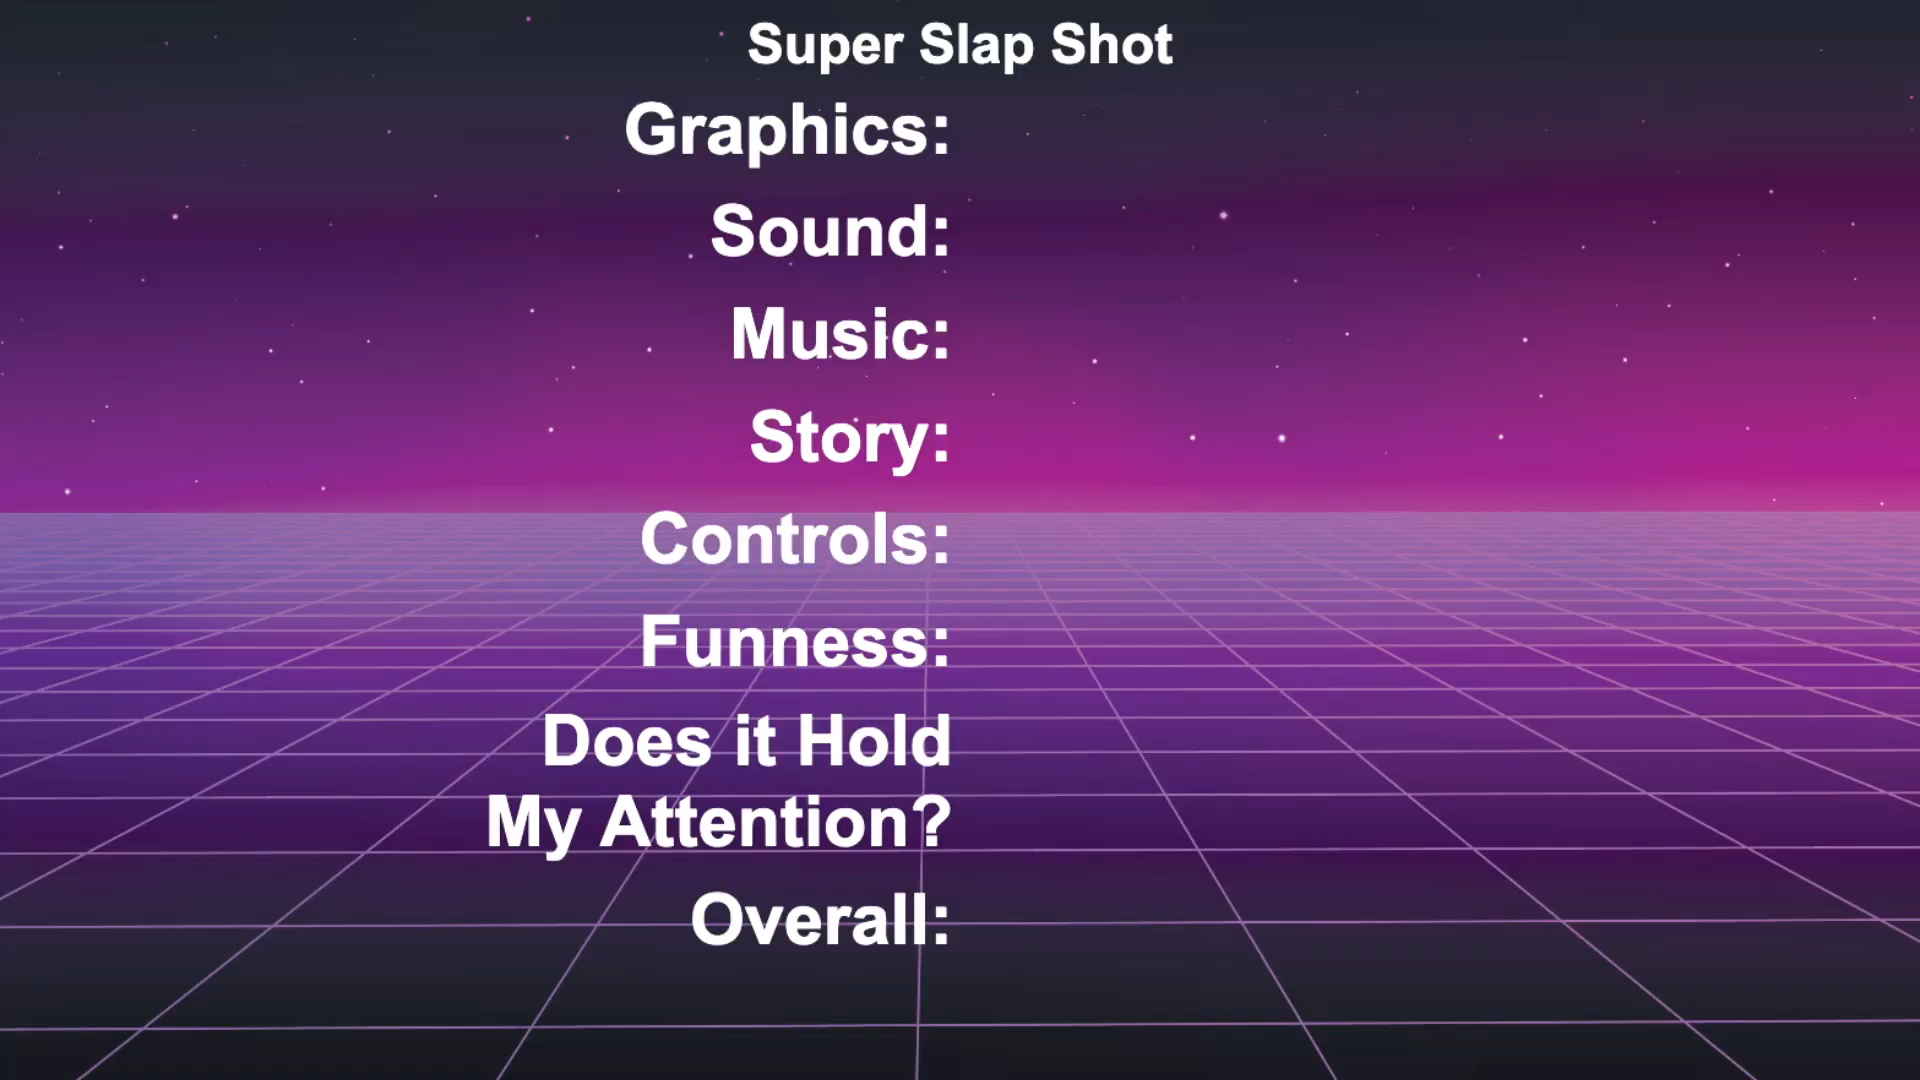 Super Slap Shot
Graphics:
Sound:
Music:
Story:
Controls:
Funness:
Does it Hold
My Attention?
Overall: